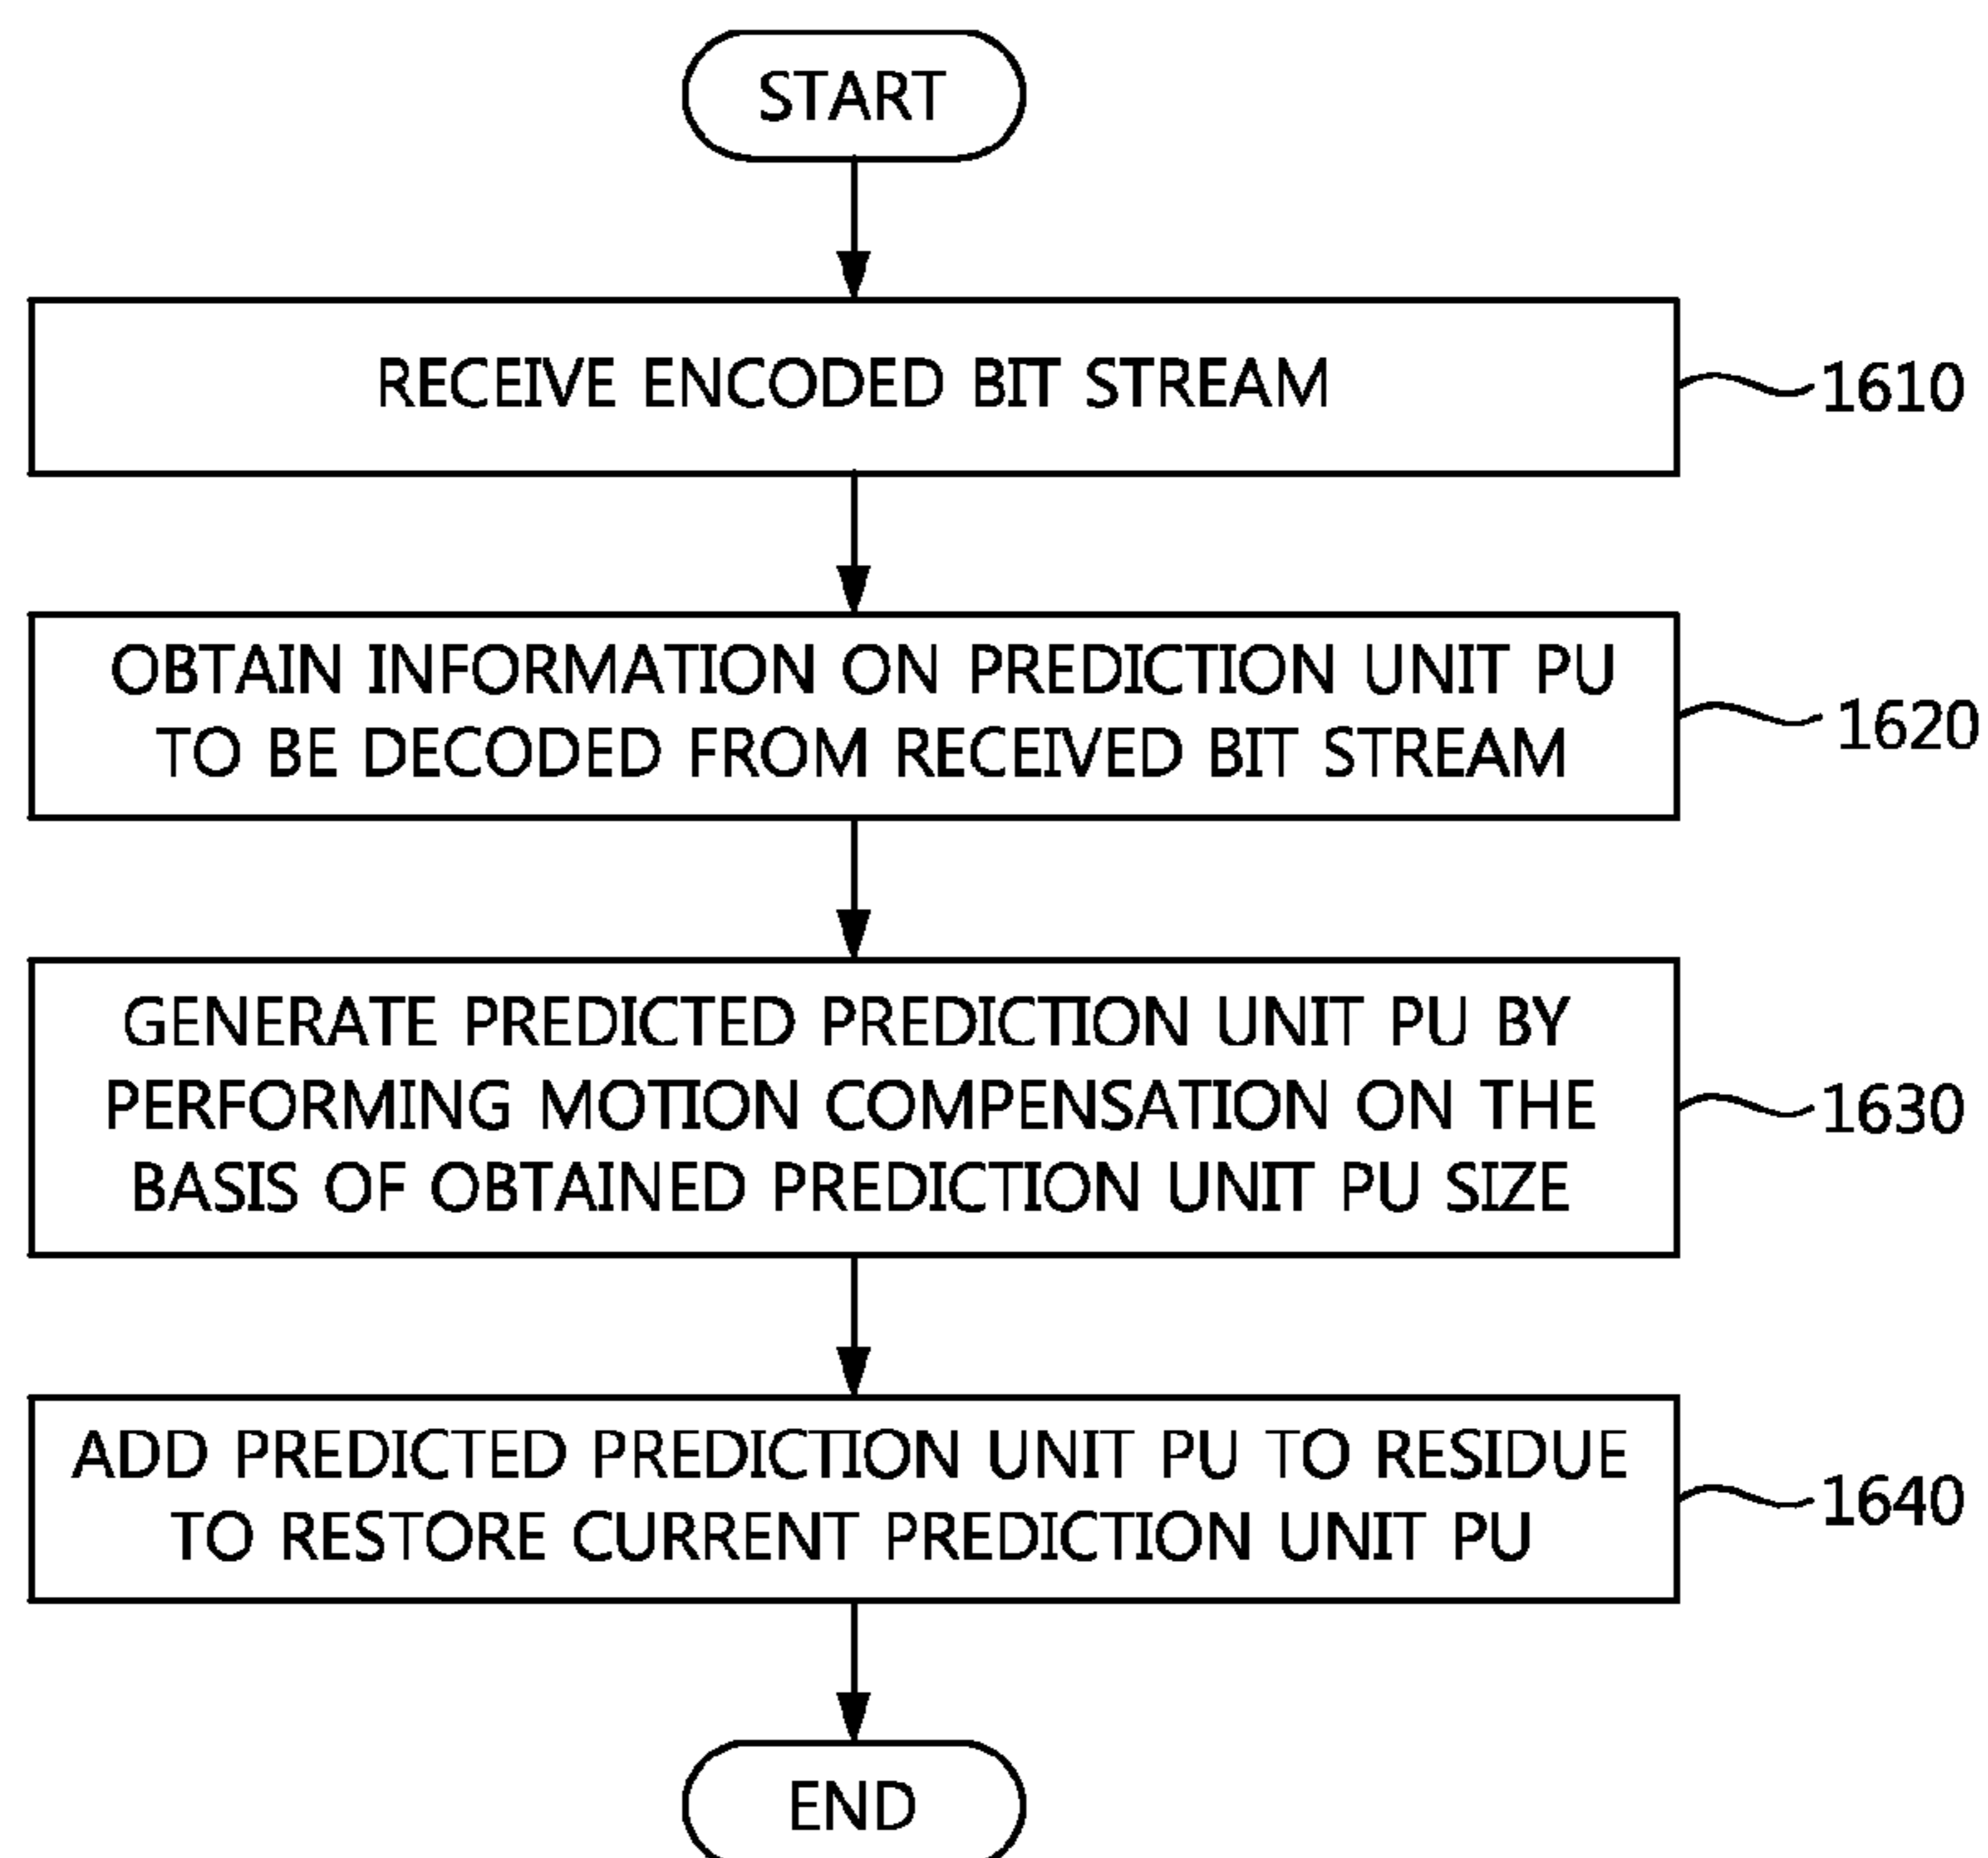 START
RECEIVE ENCODED BIT STREAM
1610
OBTAIN INFORMATION ON PREDICTION UNIT PU
TO BE DECODED FROM RECEIVED BIT STREAM
1620
GENERATE PREDICTED PREDICTION UNIT PU BY
PERFORMING MOTION COMPENSATION ON THE
BASIS OF OBTAINED PREDICTION UNIT PU SIZE
1630
ADD PREDICTED PREDICTION UNIT PU TO RESIDUE
TO RESTORE CURRENT PREDICTION UNIT PU
1640
END